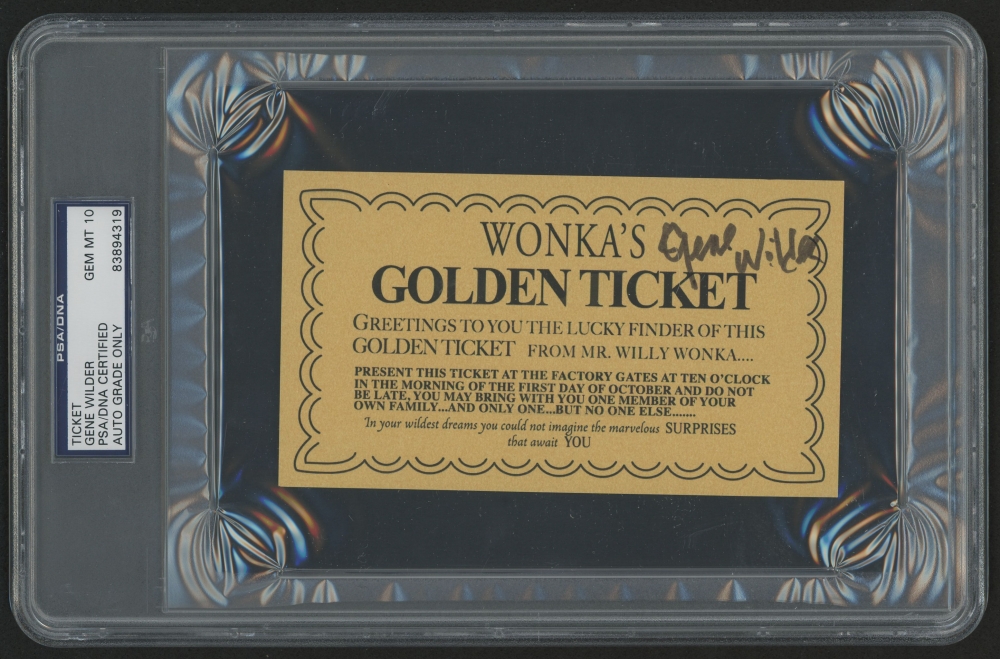 PSA/DNA
TICKET GEM MT 10
GENE WILDER
PSA/DNA CERTIFIED 83894319
AUTO GRADE ONLY
WONKA'S Gene Wilder
GOLDEN TICKET
GREETINGS TO YOU THE LUCKY FINDER OF THIS
GOLDEN TICKET FROM MR. WILLY WONKA....
PRESENT THIS TICKET AT THE FACTORY GATES AT TEN O'CLOCK
IN THE MORNING OF THE FIRST DAY OF OCTOBER AND DO NOT
BE LATE, YOU MAY BRING WITH YOU ONE MEMBER OF YOUR
OWN FAMILY...AND ONLY ONE...BUT NO ONE ELSE.......
In your wildest dreams you could not imagine the marvelous SURPRISES
that await YOU